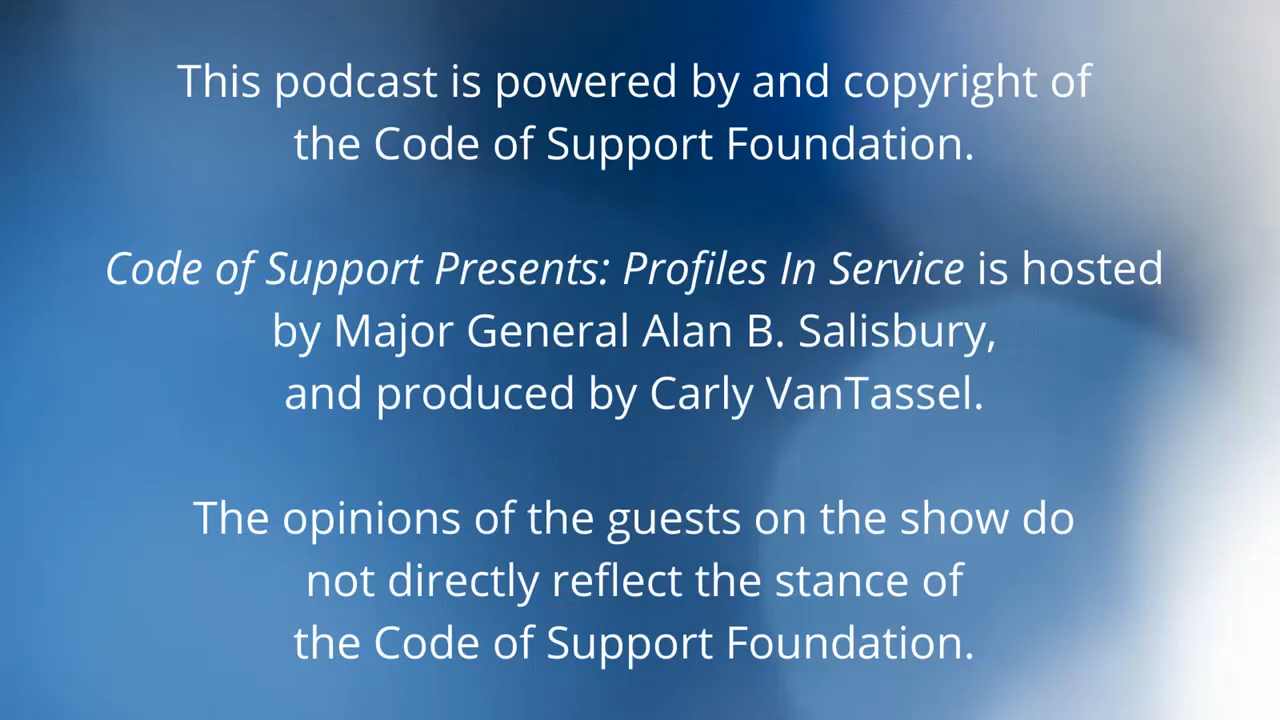 This podcast is powered by and copyright of
the Code of Support Foundation.
Code of Support Presents: Profiles In Service is hosted
by Major General Alan B. Salisbury,
and produced by Carly VanTassel.
The opinions of the guests on the show do
not directly reflect the stance of
the Code of Support Foundation.